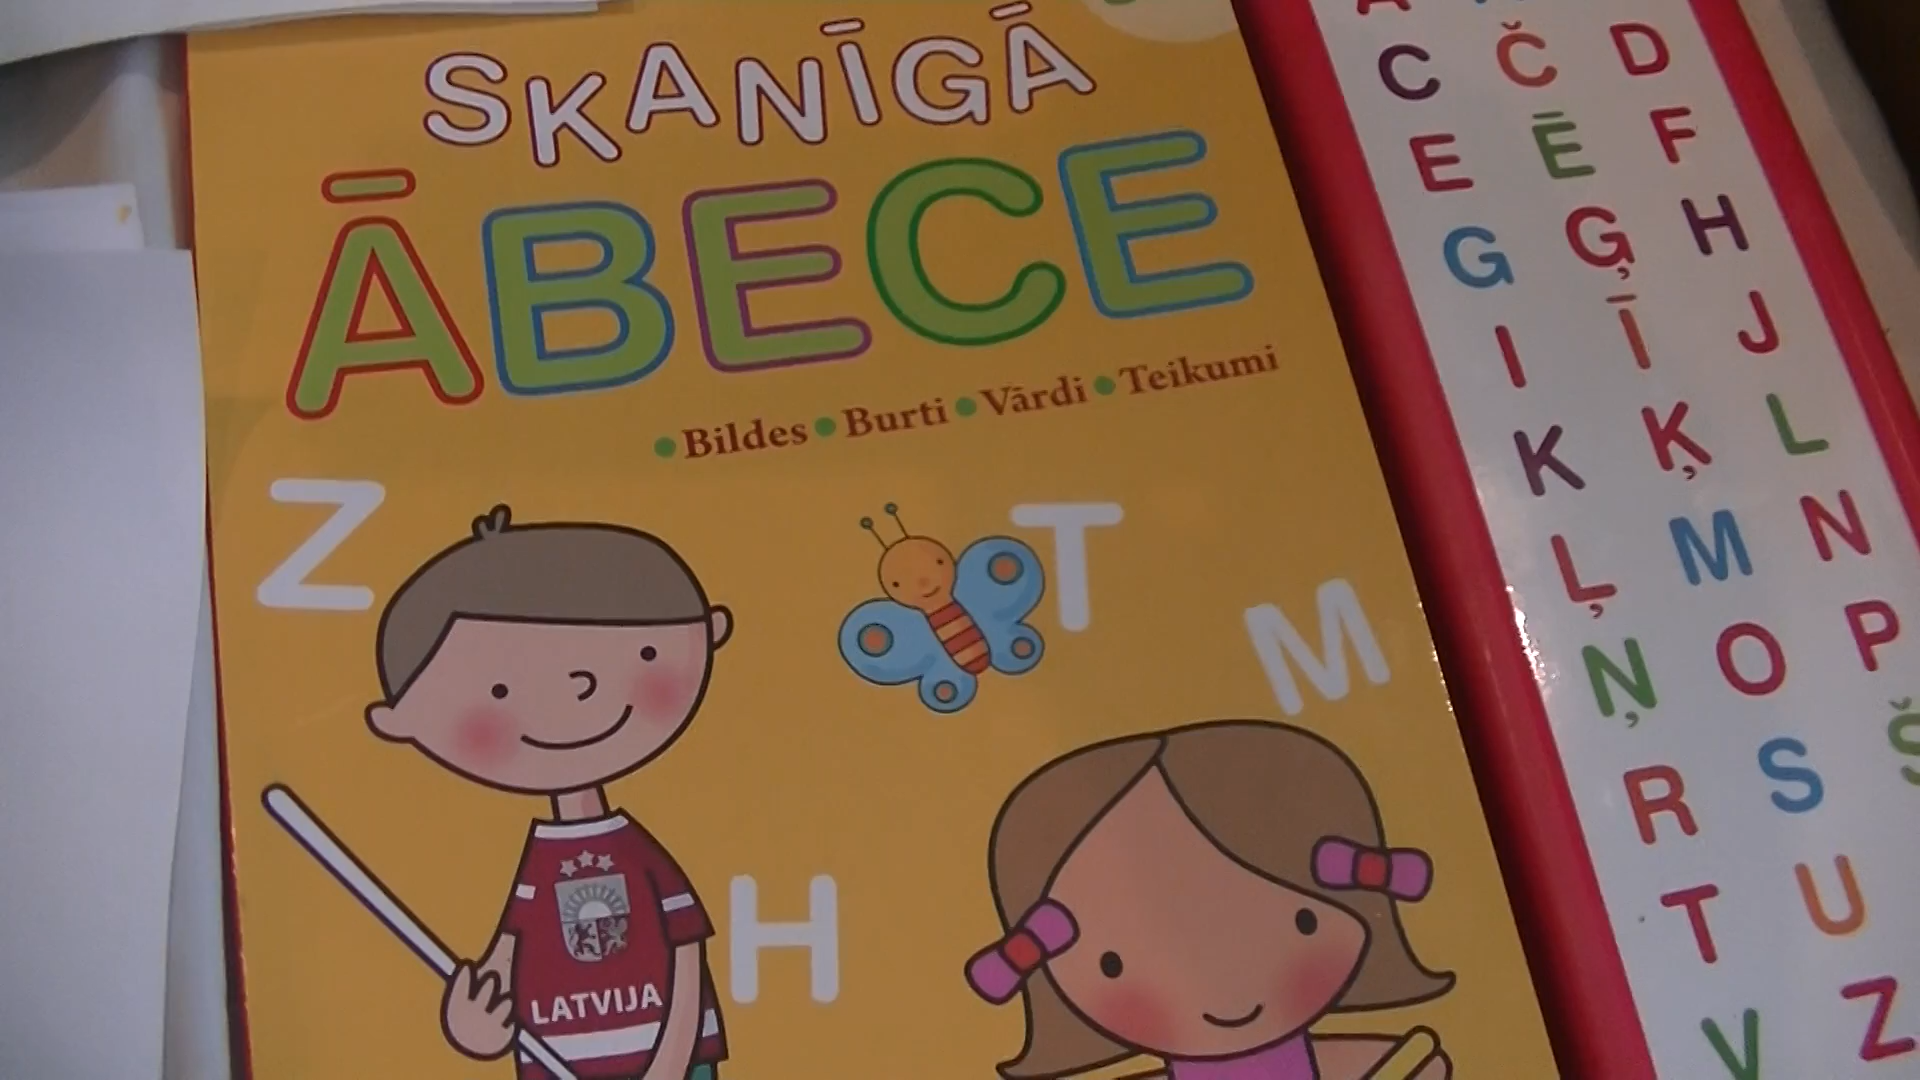 SKANĪGĀ
ĀBECE
• Bildes • Burti • Vārdi • Teikumi
Z
T
M
H
LATVIJA
C Č D
E Ē F
G Ģ H
I Ī J
K Ķ L
Ļ M N
Ņ O P
R S Š
T U
V Z